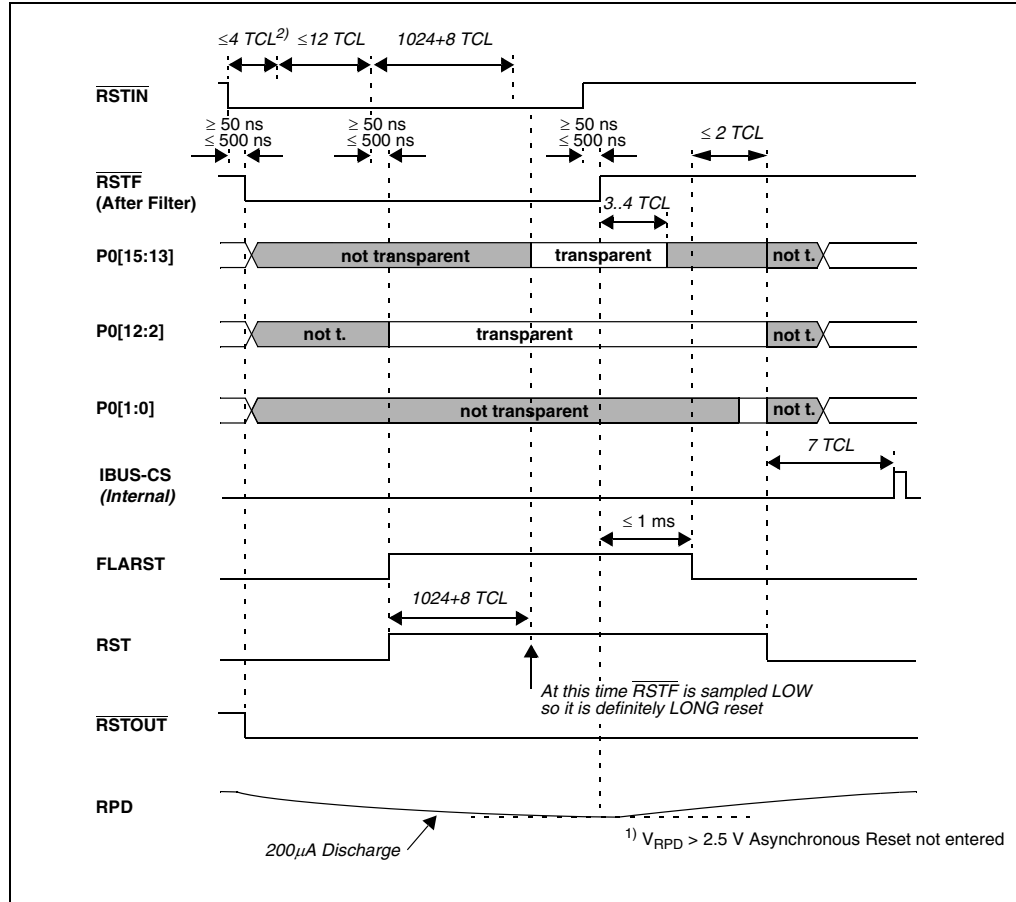 ≤4 TCL2) ≤12 TCL 1024+8 TCL
RSTIN
≥ 50 ns ≥ 50 ns ≥ 50 ns
≤ 500 ns ≤ 500 ns ≤ 500 ns ≤ 2 TCL
RSTF
(After Filter)
3..4 TCL
P0[15:13] not transparent transparent not t.
P0[12:2] not t. transparent not t.
P0[1:0] not transparent not t.
7 TCL
IBUS-CS
(Internal)
≤ 1 ms
FLARST
1024+8 TCL
RST
At this time RSTF is sampled LOW
so it is definitely LONG reset
RSTOUT
RPD
200μA Discharge
1) VRPD > 2.5 V Asynchronous Reset not entered